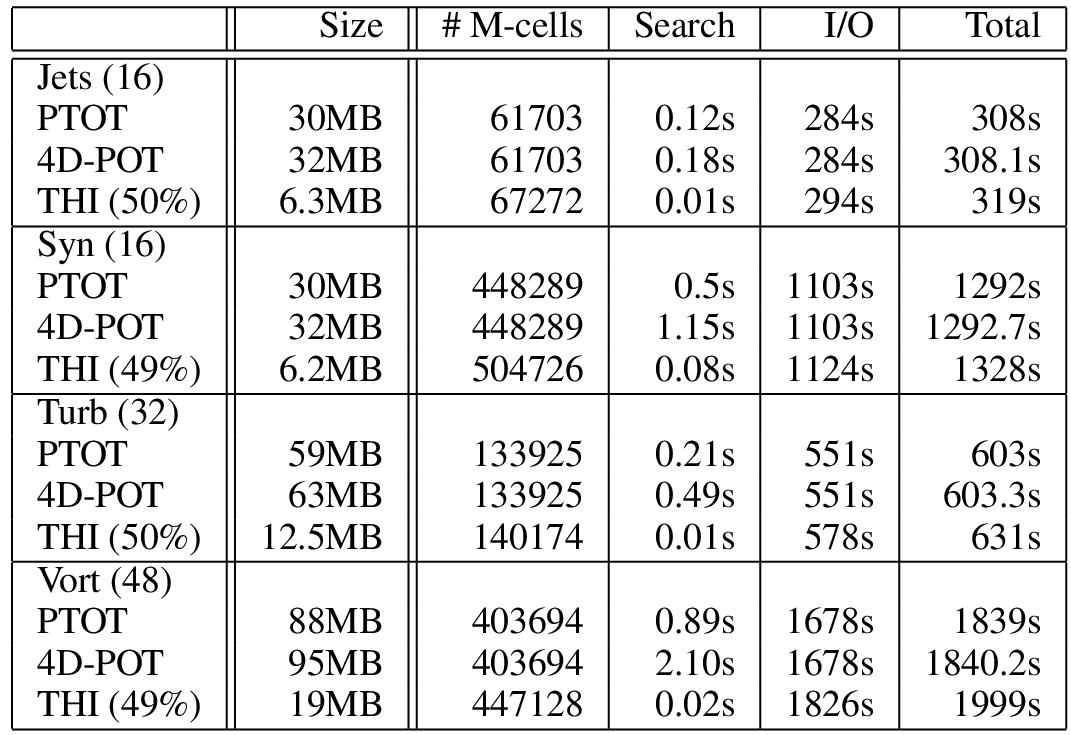 Size # M-cells Search I/O Total
Jets (16)
PTOT 30MB 61703 0.12s 284s 308s
4D-POT 32MB 61703 0.18s 284s 308.1s
THI (50%) 6.3MB 67272 0.01s 294s 319s
Syn (16)
PTOT 30MB 448289 0.5s 1103s 1292s
4D-POT 32MB 448289 1.15s 1103s 1292.7s
THI (49%) 6.2MB 504726 0.08s 1124s 1328s
Turb (32)
PTOT 59MB 133925 0.21s 551s 603s
4D-POT 63MB 133925 0.49s 551s 603.3s
THI (50%) 12.5MB 140174 0.01s 578s 631s
Vort (48)
PTOT 88MB 403694 0.89s 1678s 1839s
4D-POT 95MB 403694 2.10s 1678s 1840.2s
THI (49%) 19MB 447128 0.02s 1826s 1999s